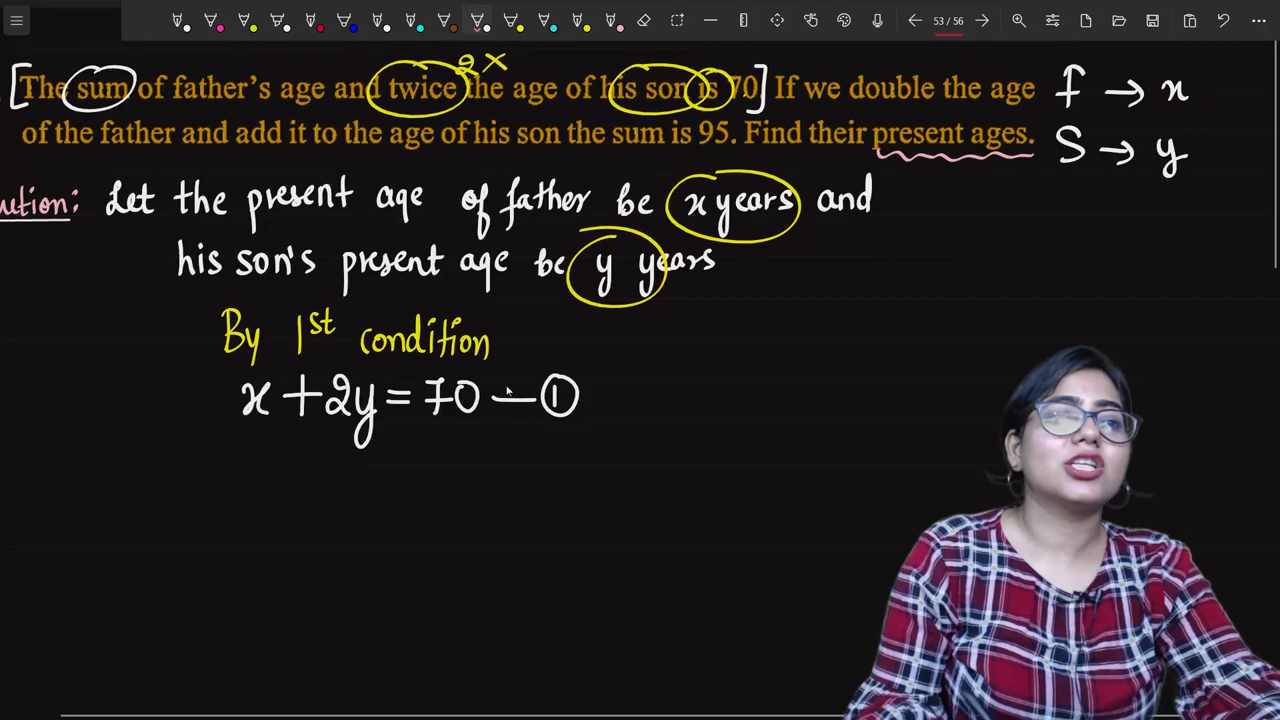 53 / 56
[The sum of father's age and twice the age of his son is 70.] If we double the age
of the father and add it to the age of his son the sum is 95. Find their present ages.
2x
f → x
S → y
ution: Let the present age of father be x years and
his son's present age be y years
By 1st condition
x + 2y = 70 — ①